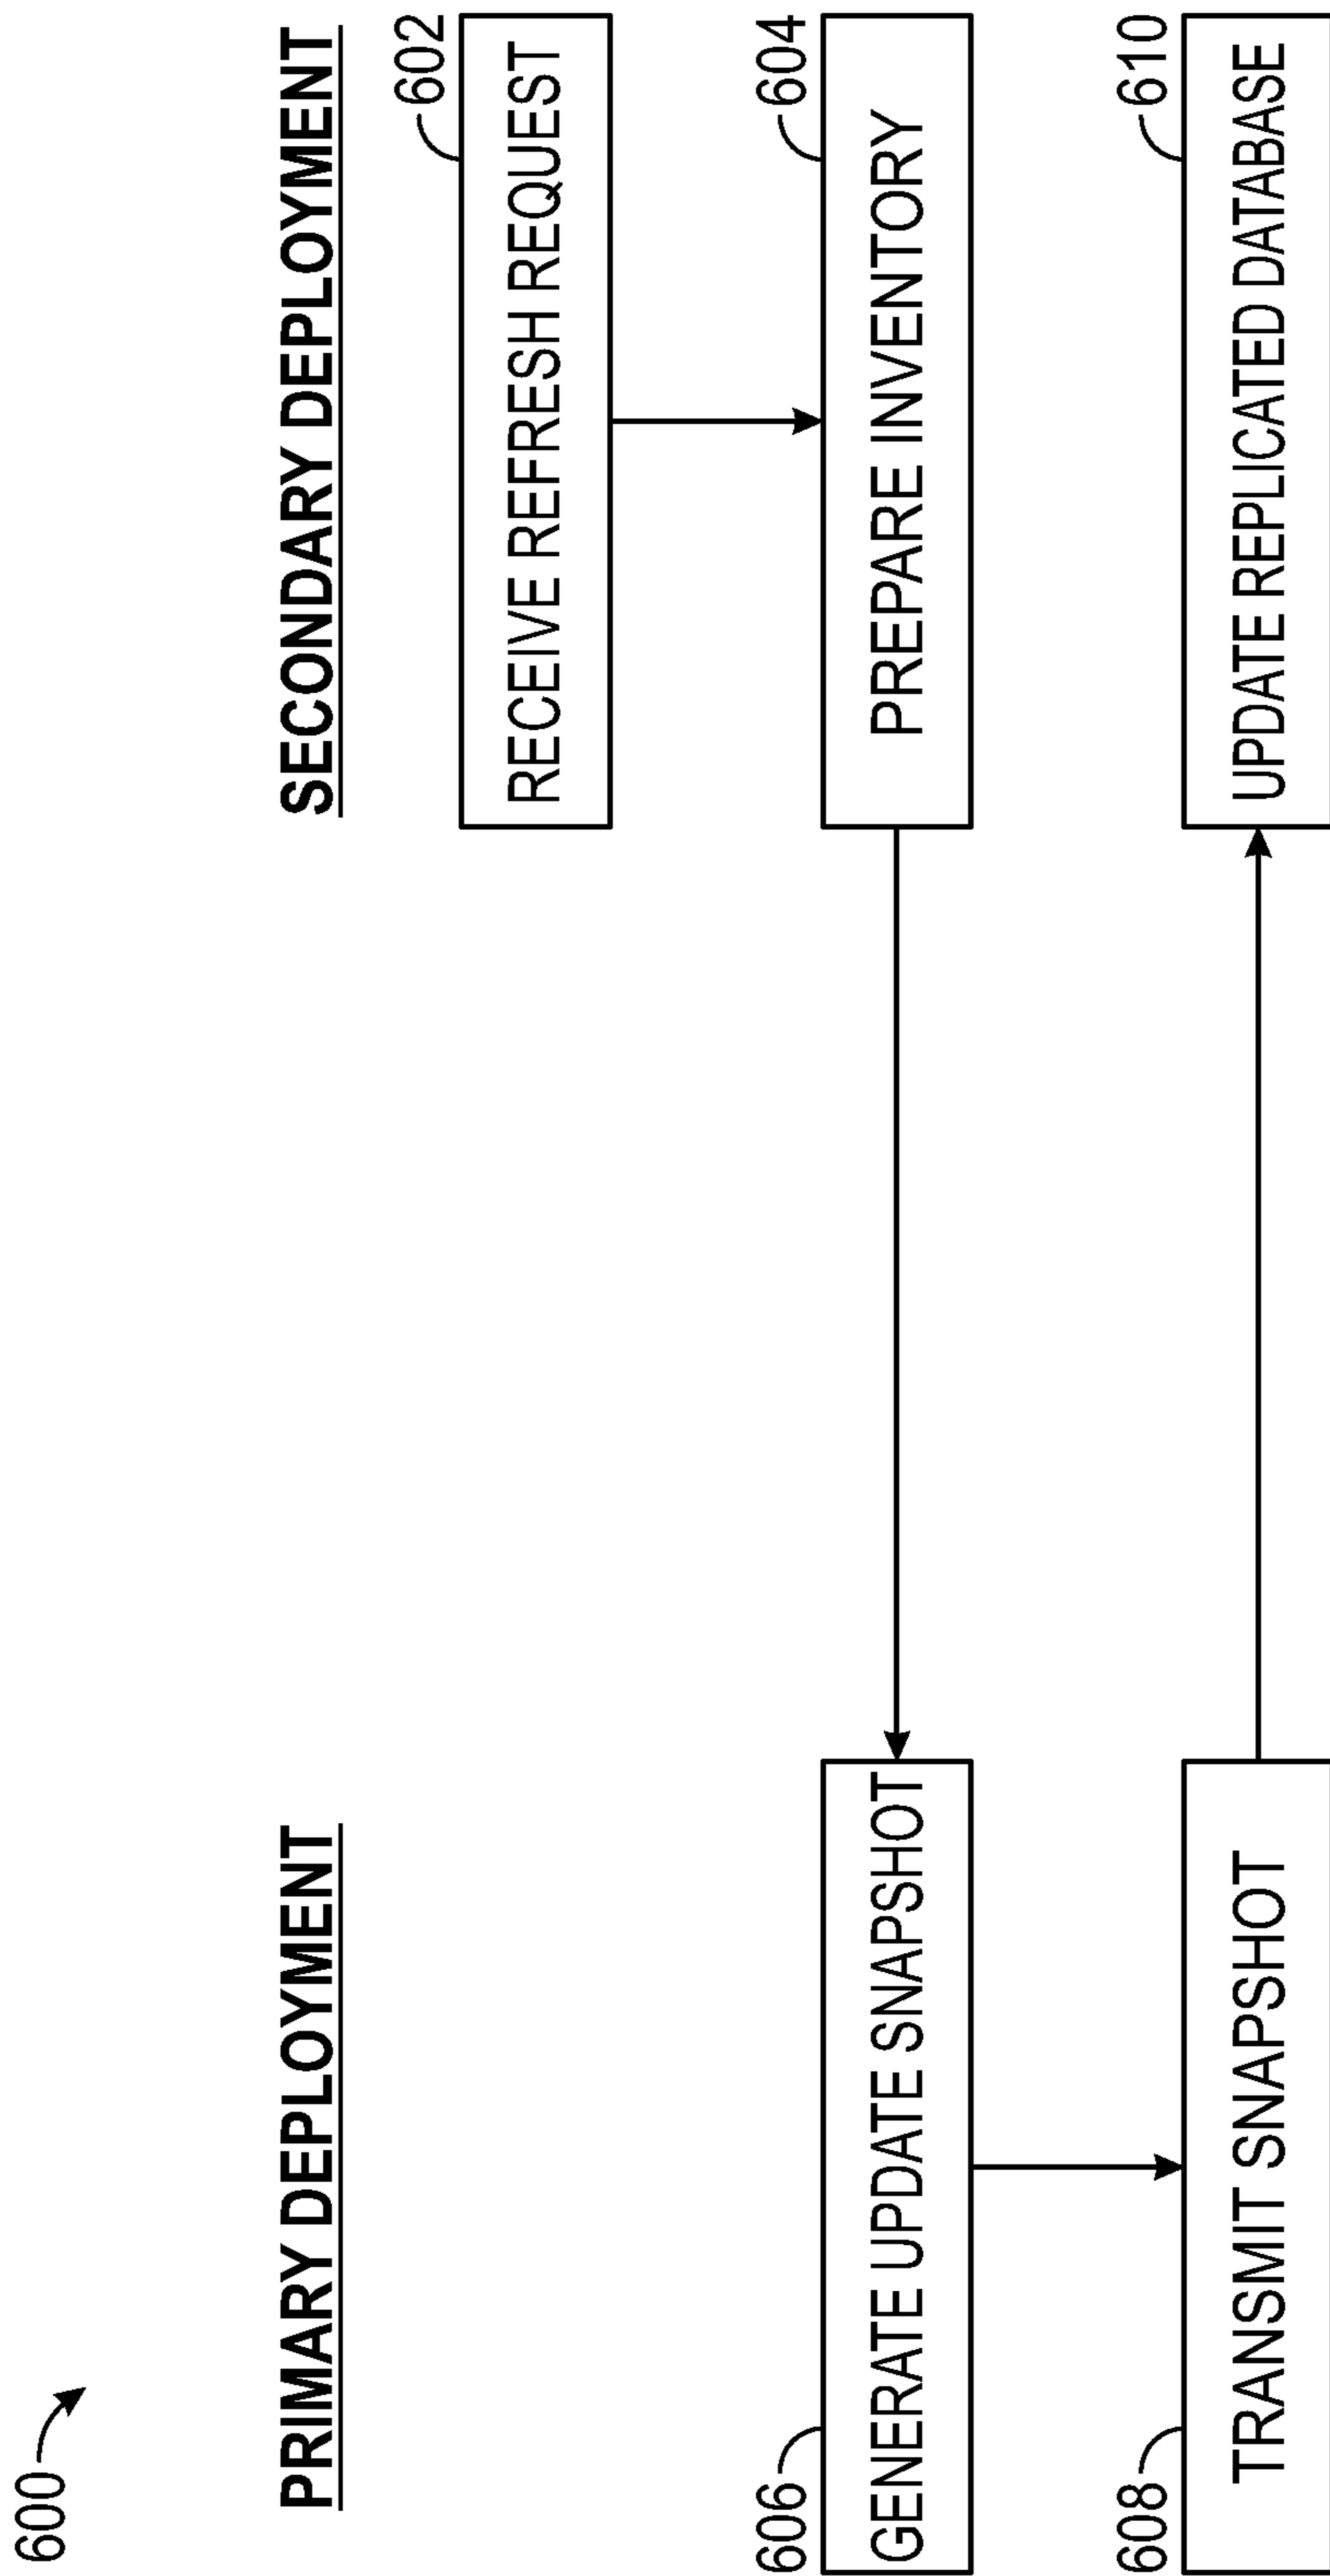 600
PRIMARY DEPLOYMENT
SECONDARY DEPLOYMENT
602
RECEIVE REFRESH REQUEST
606
604
GENERATE UPDATE SNAPSHOT
PREPARE INVENTORY
608
610
TRANSMIT SNAPSHOT
UPDATE REPLICATED DATABASE